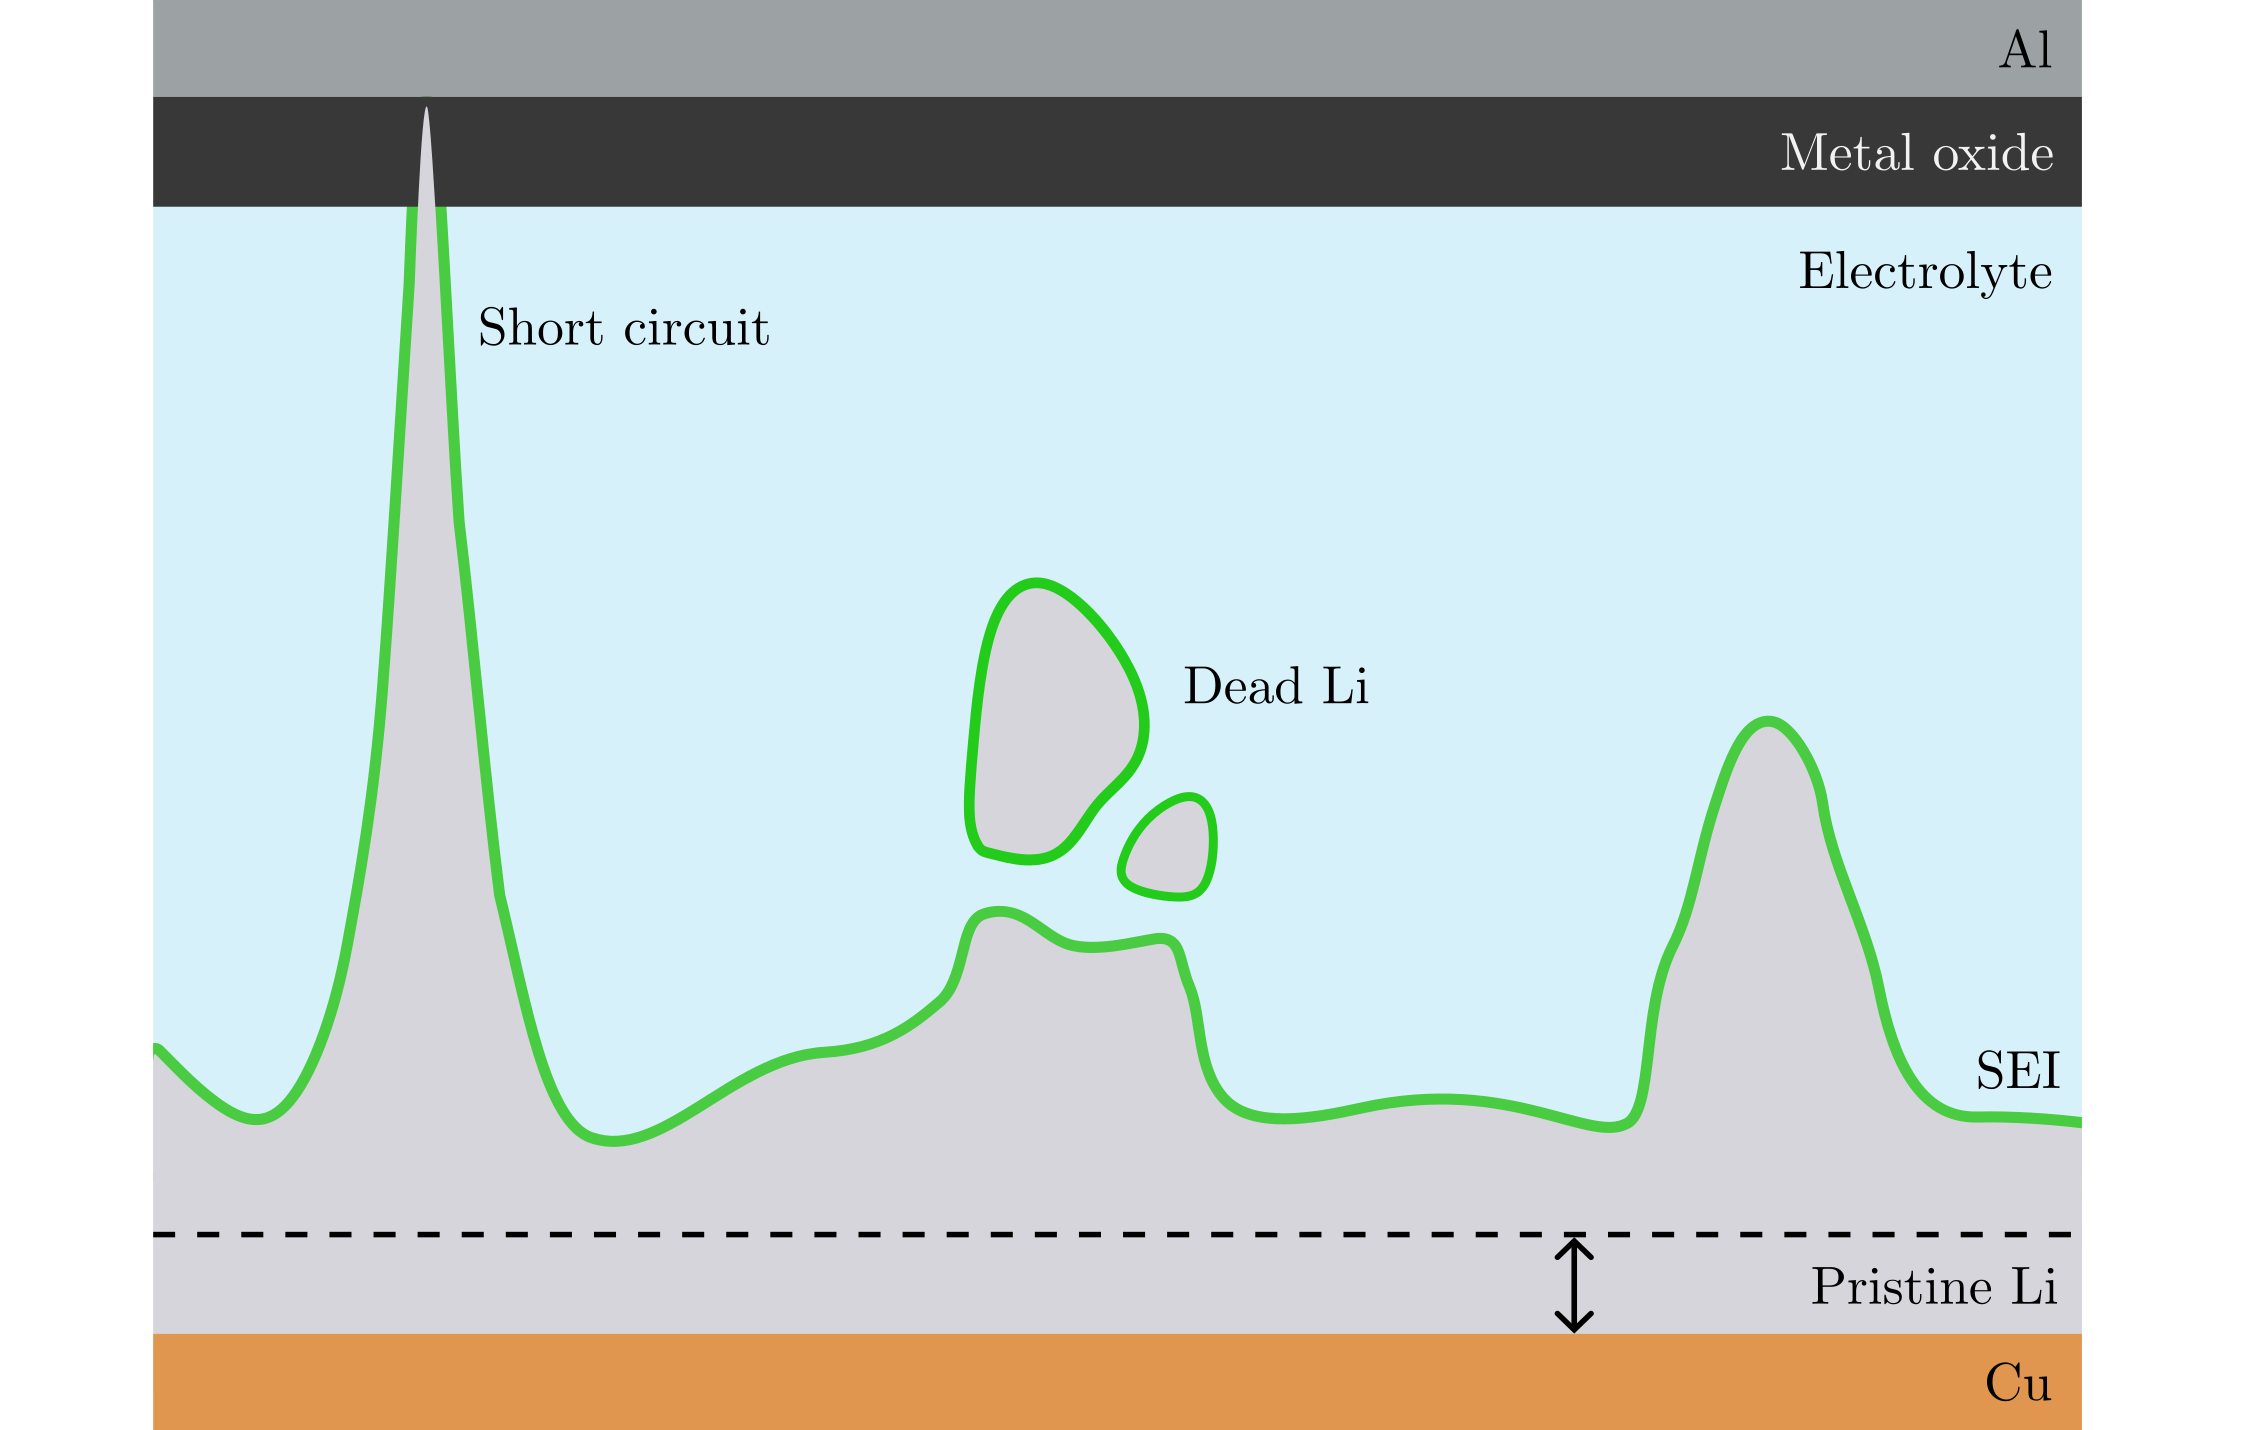 Al
Metal oxide
Electrolyte
Short circuit
Dead Li
SEI
Pristine Li
Cu